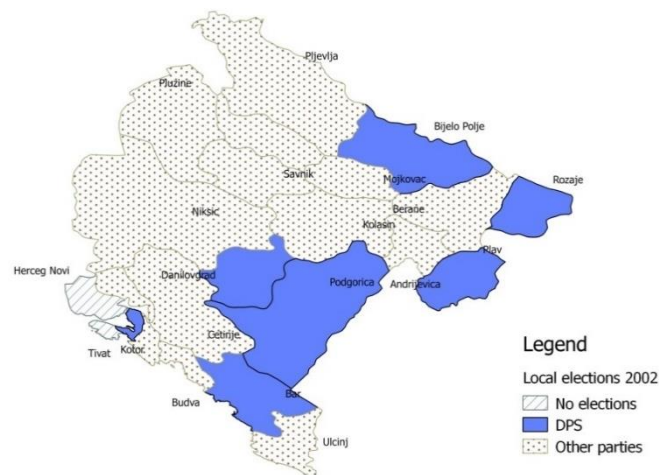 Pljevlja
Plužine
Bijelo Polje
Savnik
Mojkovac
Rozaje
Niksic
Berane
Kolasin
Plav
Herceg Novi
Danilovgrad
Podgorica
Andrijevica
Cetinje
Tivat
Kotor
Budva
Bar
Ulcinj
Legend
Local elections 2002
No elections
DPS
Other parties